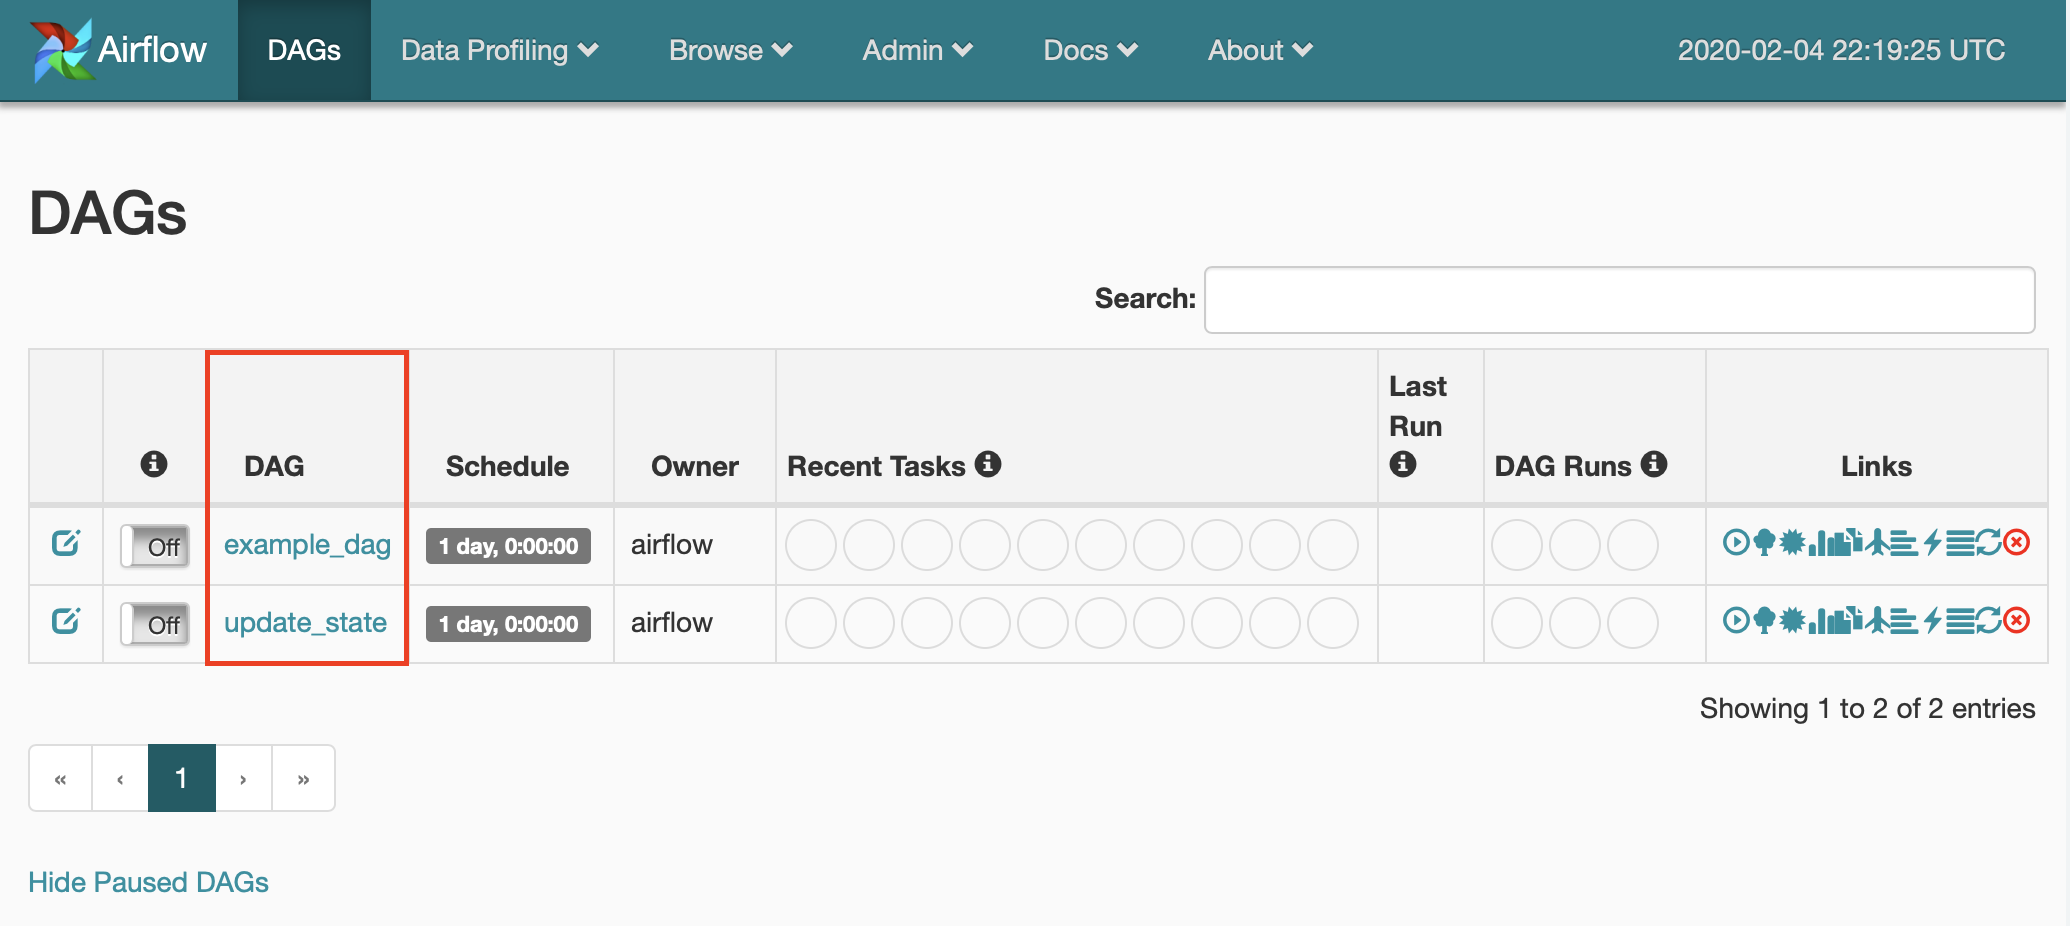 Airflow DAGs Data Profiling Browse Admin Docs About 2020-02-04 22:19:25 UTC
DAGs
Search:
DAG Schedule Owner Recent Tasks Last Run DAG Runs Links
Off example_dag 1 day, 0:00:00 airflow
Off update_state 1 day, 0:00:00 airflow
Showing 1 to 2 of 2 entries
« ‹ 1 › »
Hide Paused DAGs